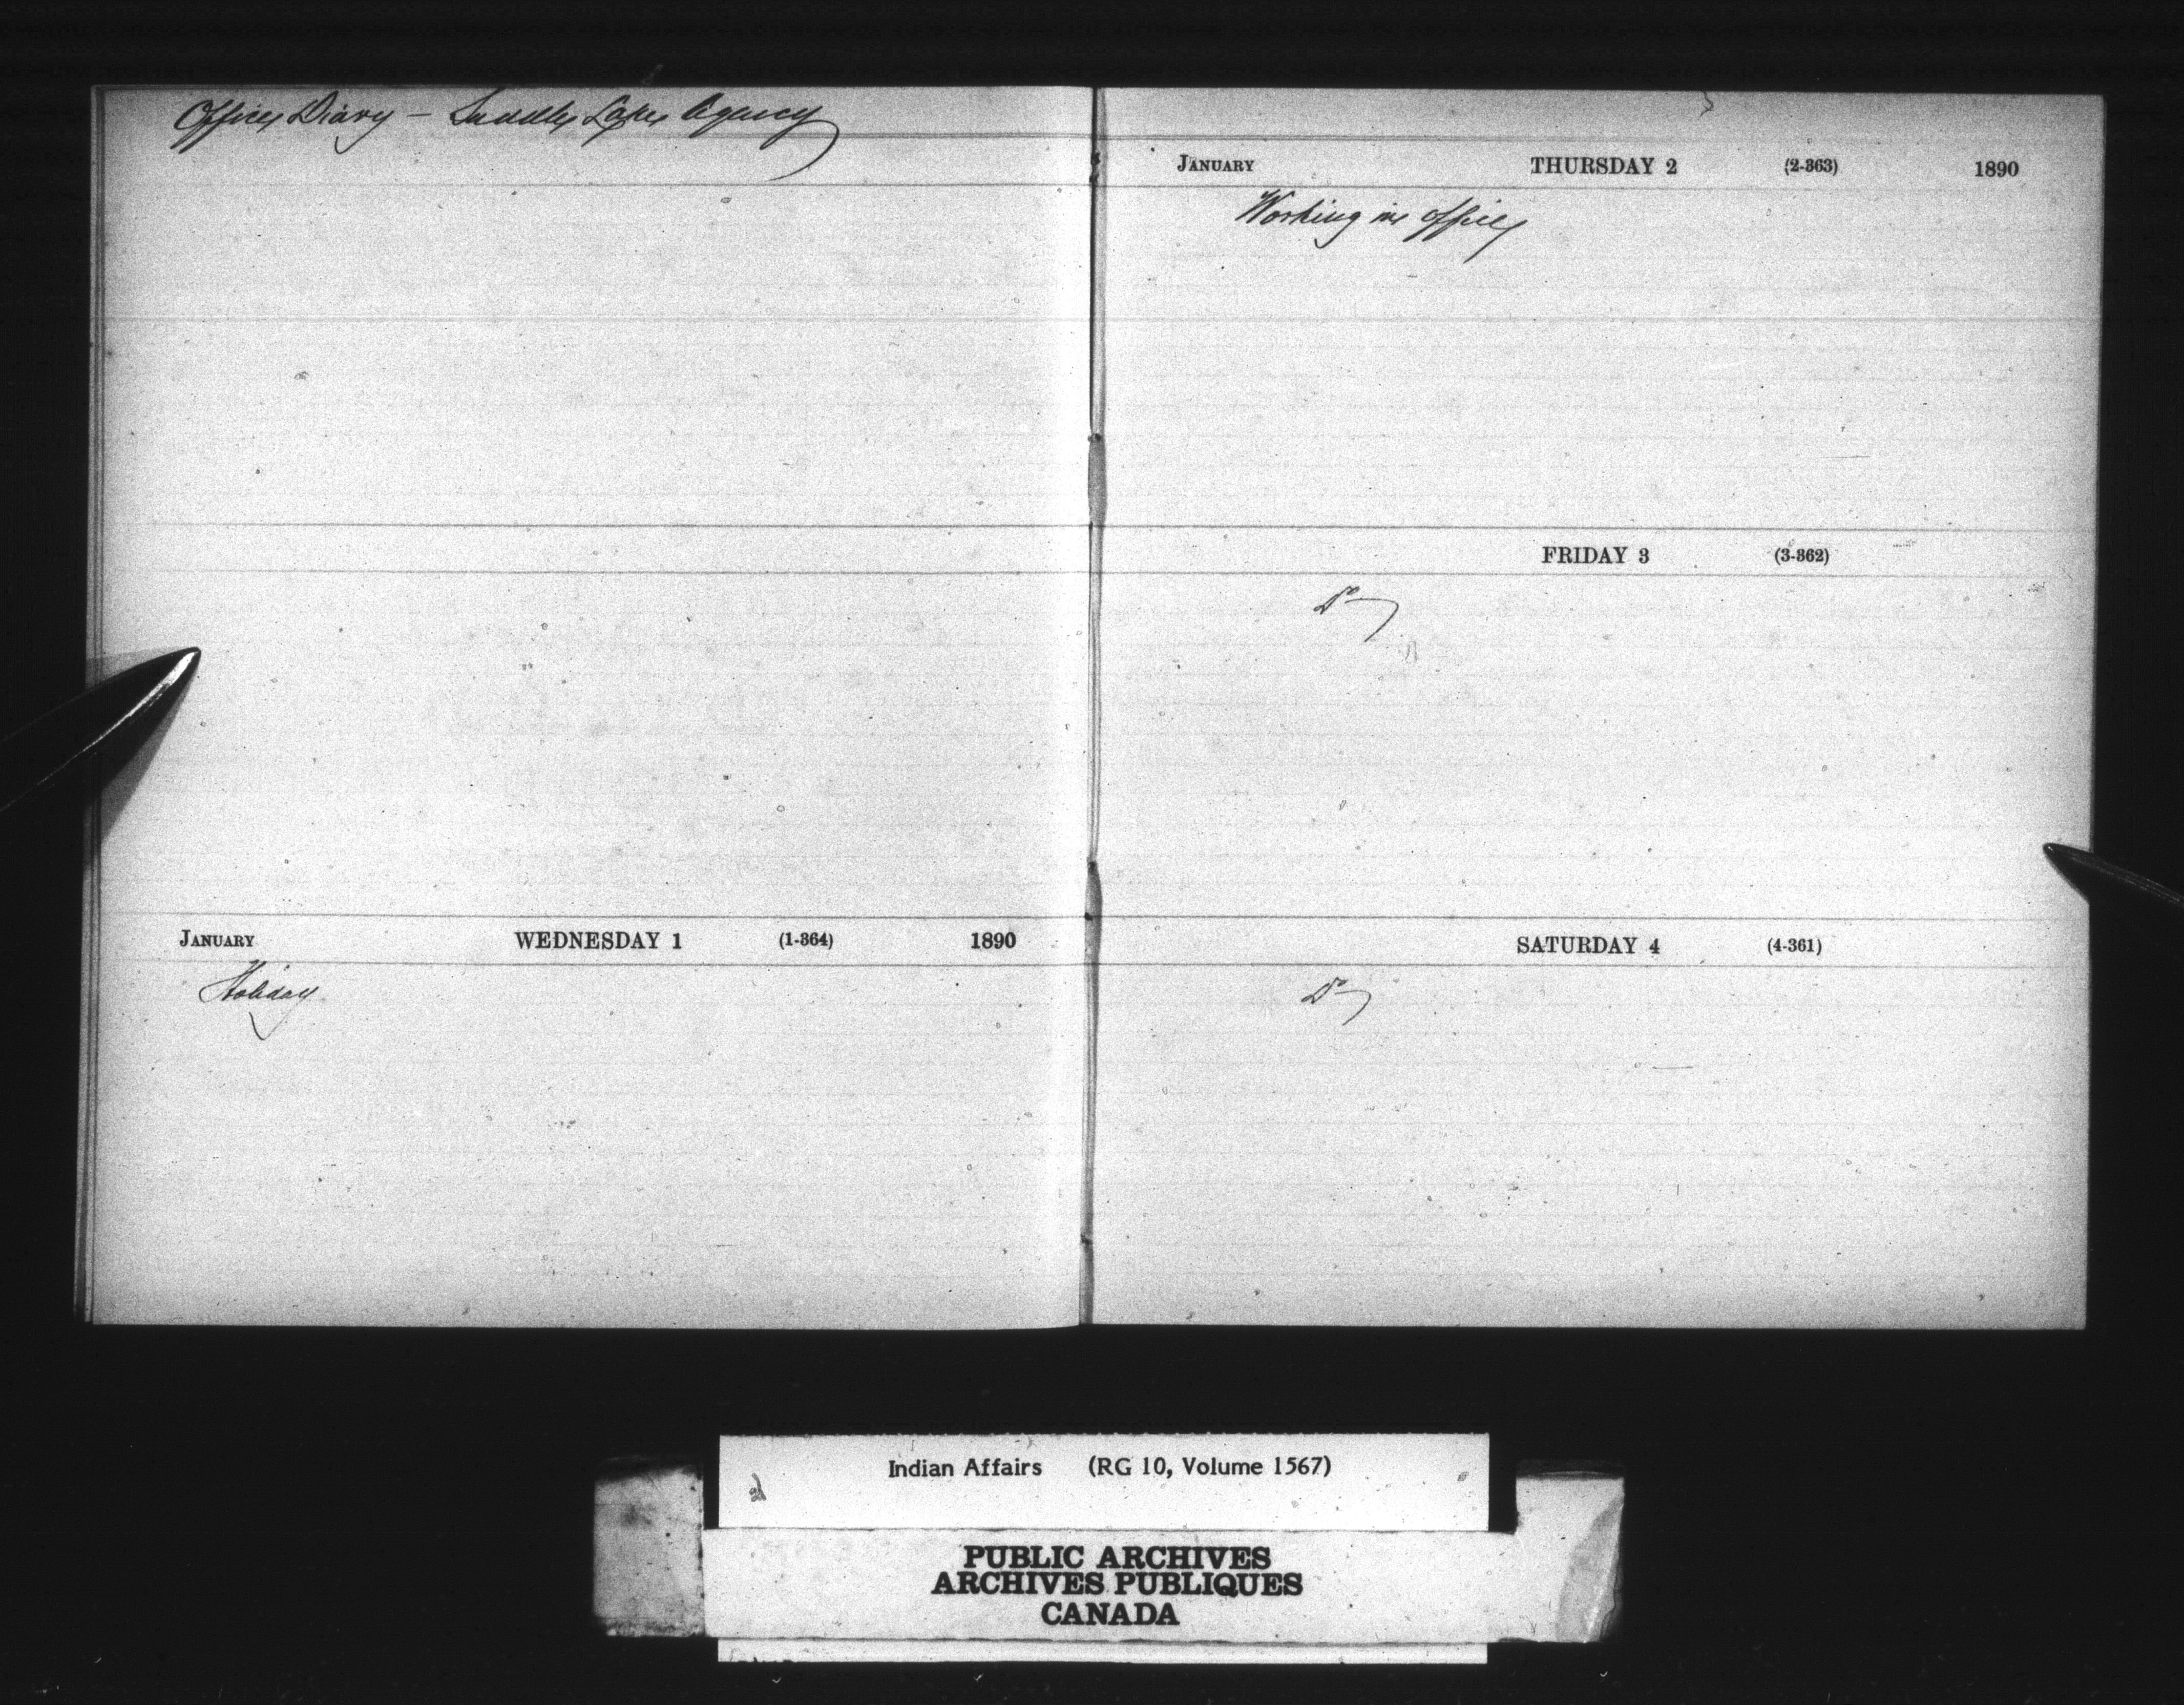 Office Diary - Saddle Lake Agency
January WEDNESDAY 1 (1-364) 1890
Holiday
January THURSDAY 2 (2-363) 1890
Working in office
FRIDAY 3 (3-362)
Do
SATURDAY 4 (4-361)
Do
Indian Affairs (RG 10, Volume 1567)
PUBLIC ARCHIVES
ARCHIVES PUBLIQUES
CANADA